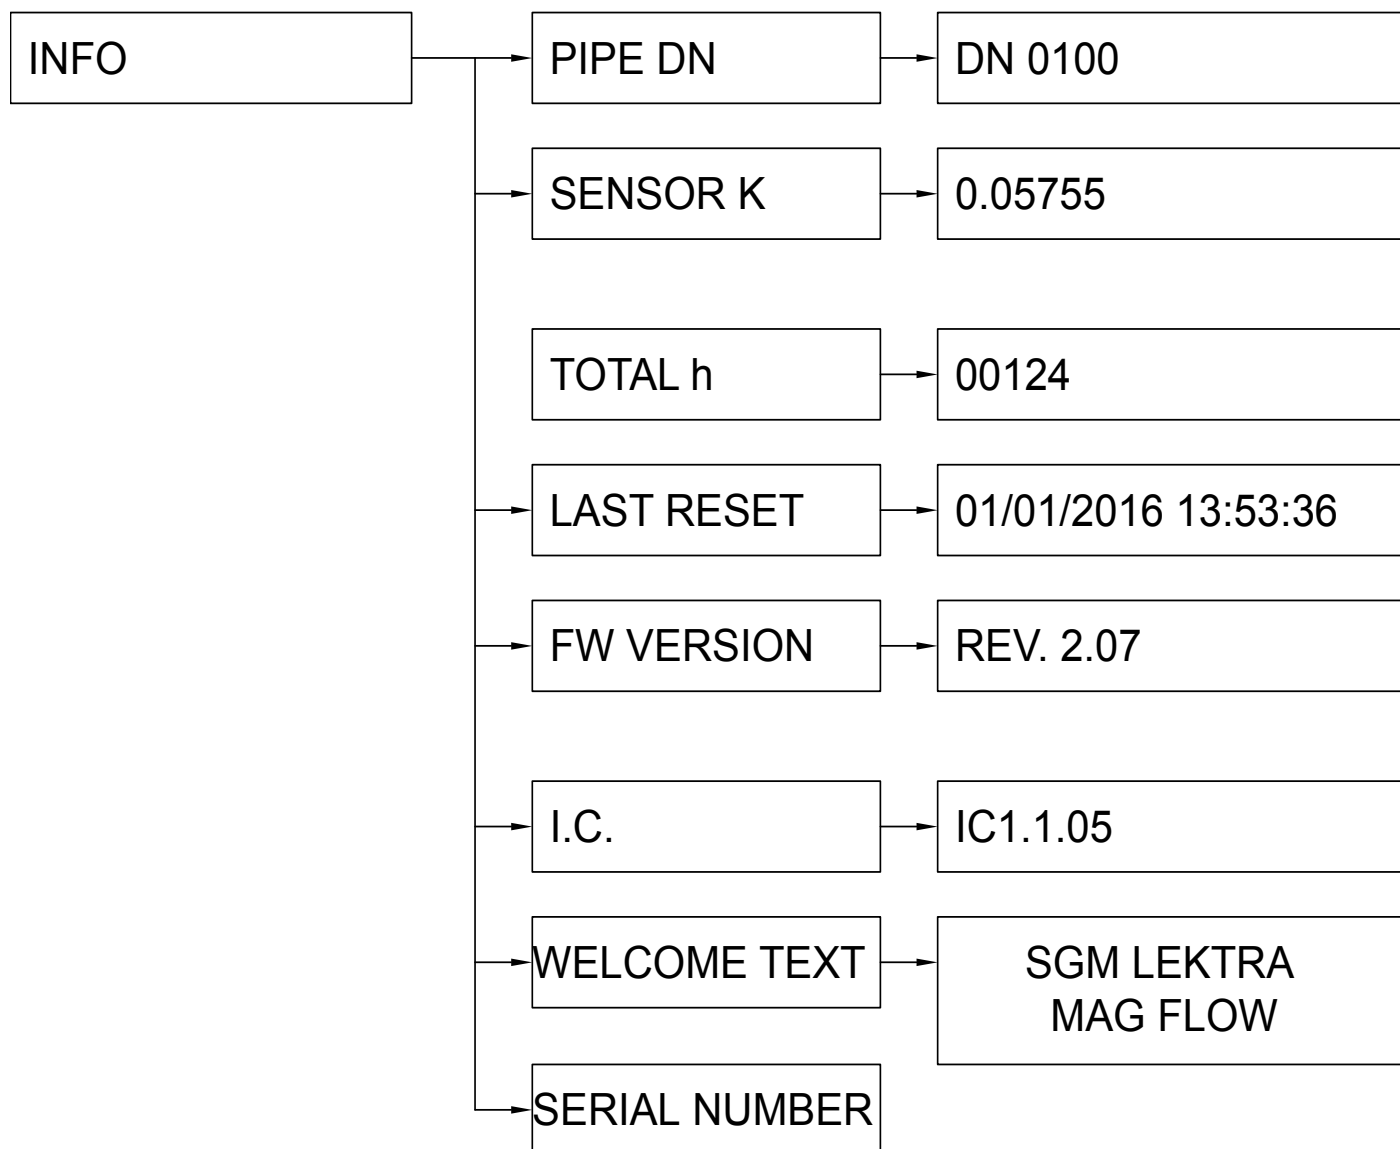 INFO
PIPE DN
DN 0100
SENSOR K
0.05755
TOTAL h
00124
LAST RESET
01/01/2016 13:53:36
FW VERSION
REV. 2.07
I.C.
IC1.1.05
WELCOME TEXT
SGM LEKTRA
MAG FLOW
SERIAL NUMBER